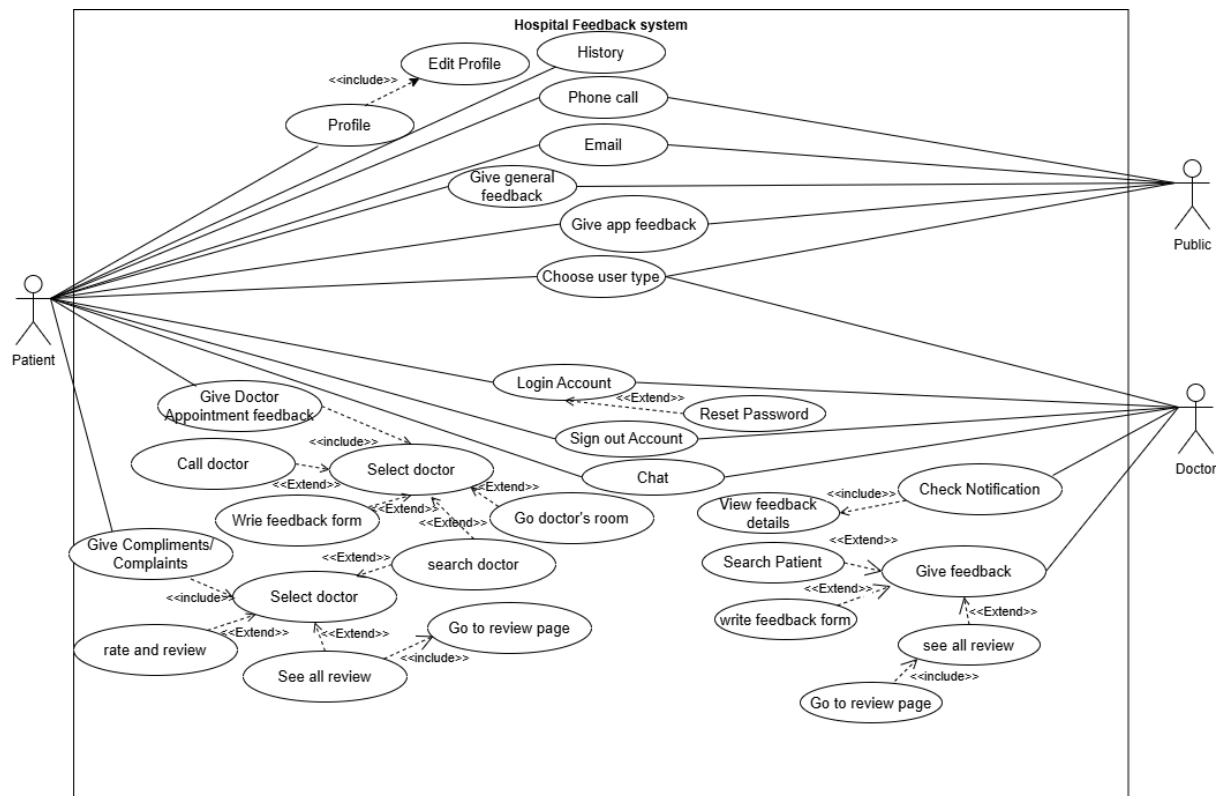 Hospital Feedback system
History
Edit Profile
<<include>>
Phone call
Profile
Email
Give general
feedback
Give app feedback
Public
Choose user type
Patient
Login Account
<<Extend>>
Reset Password
Give Doctor
Appointment feedback
<<include>>
Sign out Account
Doctor
Call doctor
<<Extend>>
Select doctor
Chat
<<Extend>>
Wrie feedback form
<<Extend>>
Go doctor's room
<<Extend>>
Check Notification
<<include>>
View feedback
details
Give Compliments/
Complaints
<<include>>
<<Extend>>
search doctor
Select doctor
<<Extend>>
Search Patient
Give feedback
<<Extend>>
write feedback form
rate and review
<<Extend>>
<<Extend>>
See all review
Go to review page
<<include>>
<<Extend>>
see all review
<<include>>
Go to review page